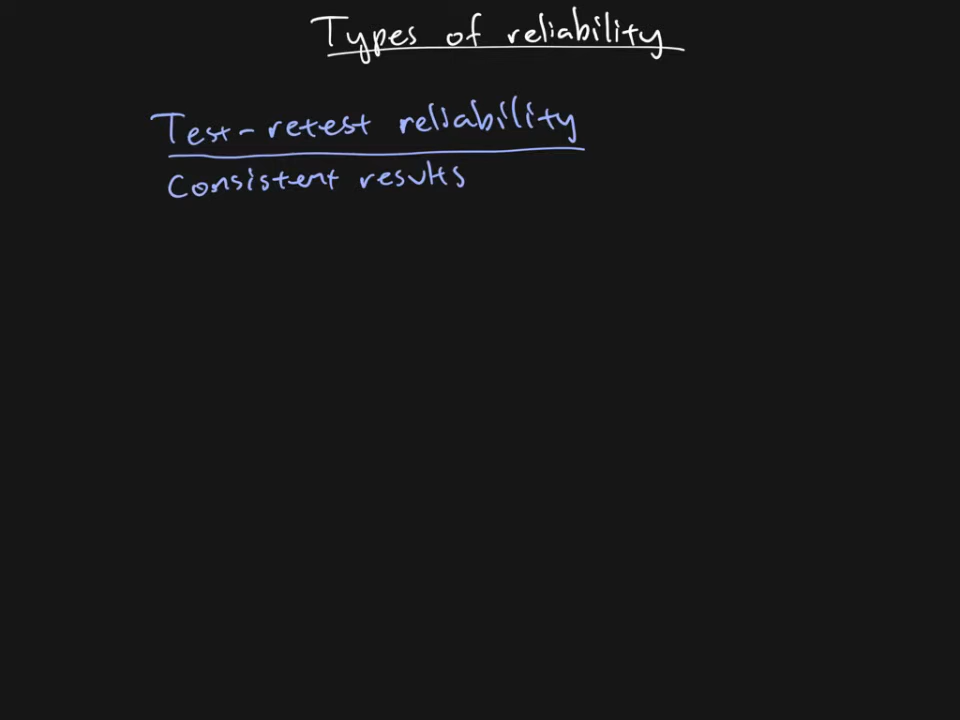 Types of reliability
Test-retest reliability
Consistent results